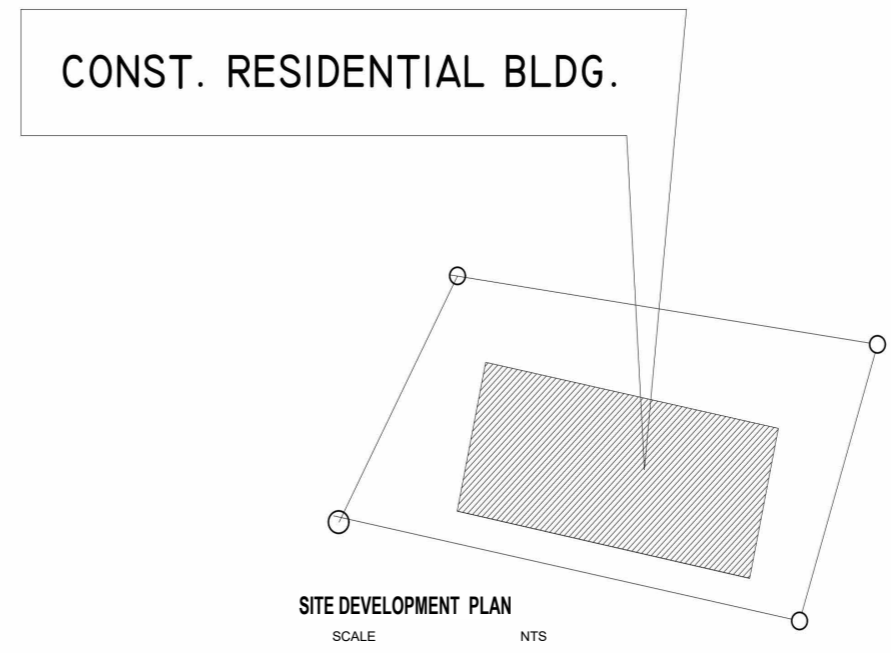 CONST. RESIDENTIAL BLDG.
SITE DEVELOPMENT PLAN
SCALE NTS